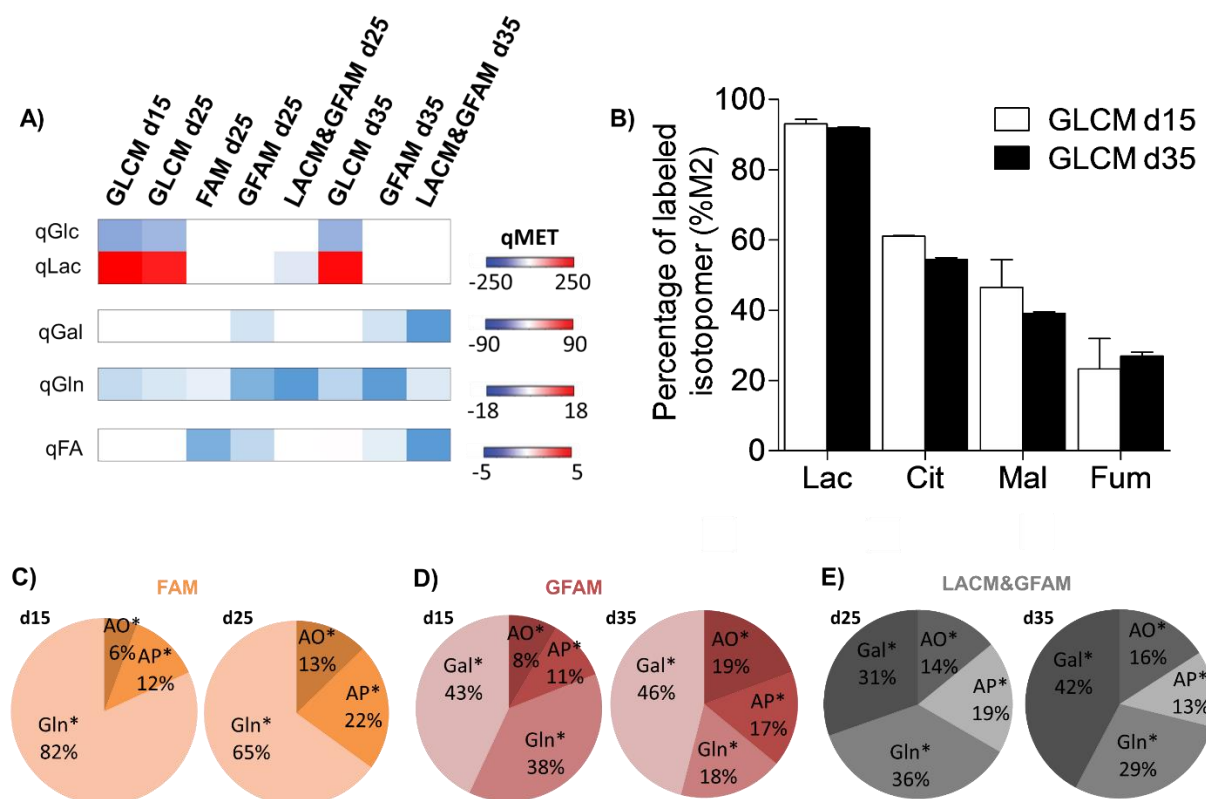 A)
GLCM d15
GLCM d25
FAM d25
GFAM d25
LACM&GFAM d25
GLCM d35
GFAM d35
LACM&GFAM d35
qGlc
qLac
qGal
qGln
qFA
qMET
-250 250
-90 90
-18 18
-5 5
B)
Percentage of labeled
isotopomer (%M2)
100
80
60
40
20
0
GLCM d15
GLCM d35
Lac Cit Mal Fum
C)
FAM
d15
AO*
6%
AP*
12%
Gln*
82%
d25
AO*
13%
AP*
22%
Gln*
65%
D)
GFAM
d15
AO*
8%
AP*
11%
Gal*
43%
Gln*
38%
d35
AO*
19%
AP*
17%
Gal*
46%
Gln*
18%
E)
LACM&GFAM
d25
AO*
14%
AP*
19%
Gal*
31%
Gln*
36%
d35
AO*
16%
AP*
13%
Gal*
42%
Gln*
29%